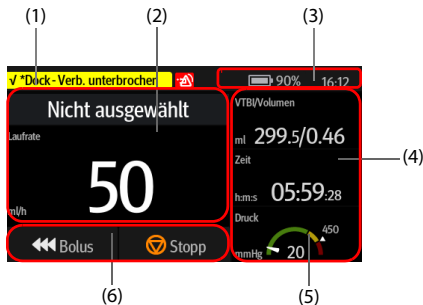 (1) (2) (3)
√ *Dock - Verb. unterbrochen 90% 16:12
Nicht ausgewählt
Laufrate
50
ml/h
Bolus Stopp
VTBI/Volumen
ml 299.5/0.46
Zeit
h:m:s 05:59:28
Druck
450
mmHg 20
(4)
(6) (5)